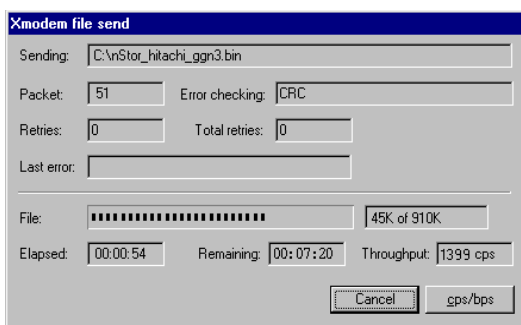 Xmodem file send
Sending: C:\nStor_hitachi_ggn3.bin
Packet: 51 Error checking: CRC
Retries: 0 Total retries: 0
Last error:
File: 45K of 910K
Elapsed: 00:00:54 Remaining: 00:07:20 Throughput: 1399 cps
Cancel cps/bps